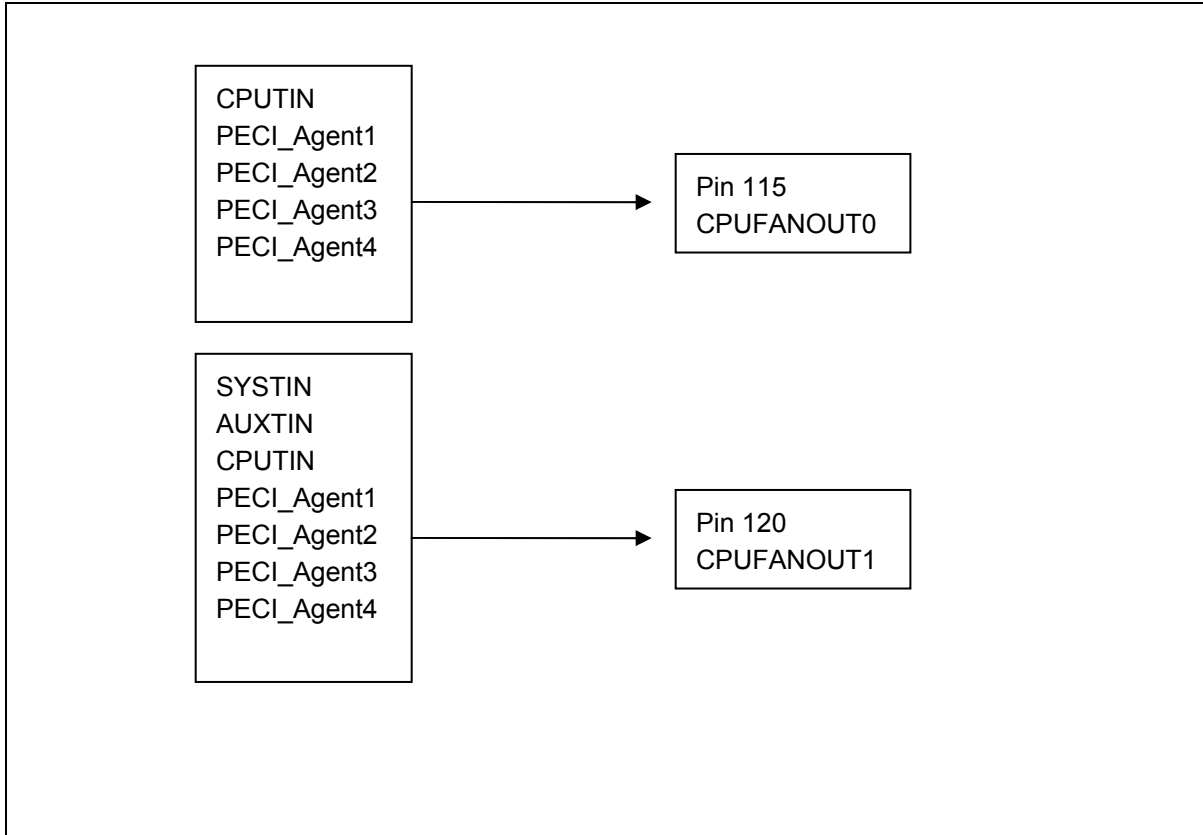 CPUTIN
PECI_Agent1
PECI_Agent2
PECI_Agent3
PECI_Agent4
Pin 115
CPUFANOUT0
SYSTIN
AUXTIN
CPUTIN
PECI_Agent1
PECI_Agent2
PECI_Agent3
PECI_Agent4
Pin 120
CPUFANOUT1